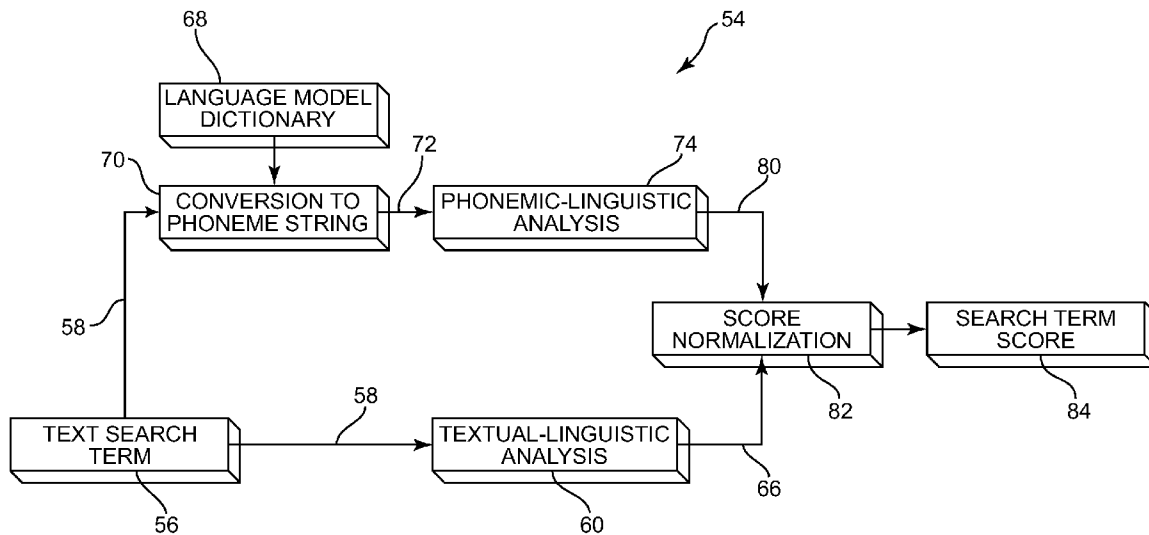 68
54
LANGUAGE MODEL
DICTIONARY
70
72
74
80
CONVERSION TO
PHONEME STRING
PHONEMIC-LINGUISTIC
ANALYSIS
58
SCORE
NORMALIZATION
SEARCH TERM
SCORE
58
82
84
TEXT SEARCH
TERM
TEXTUAL-LINGUISTIC
ANALYSIS
66
56
60